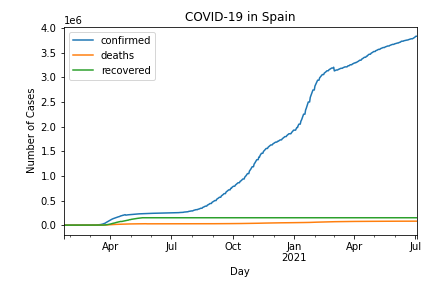 COVID-19 in Spain
1e6
4.0
3.5
3.0
2.5
2.0
1.5
1.0
0.5
0.0
Number of Cases
confirmed
deaths
recovered
Apr Jul Oct Jan Apr Jul
2021
Day